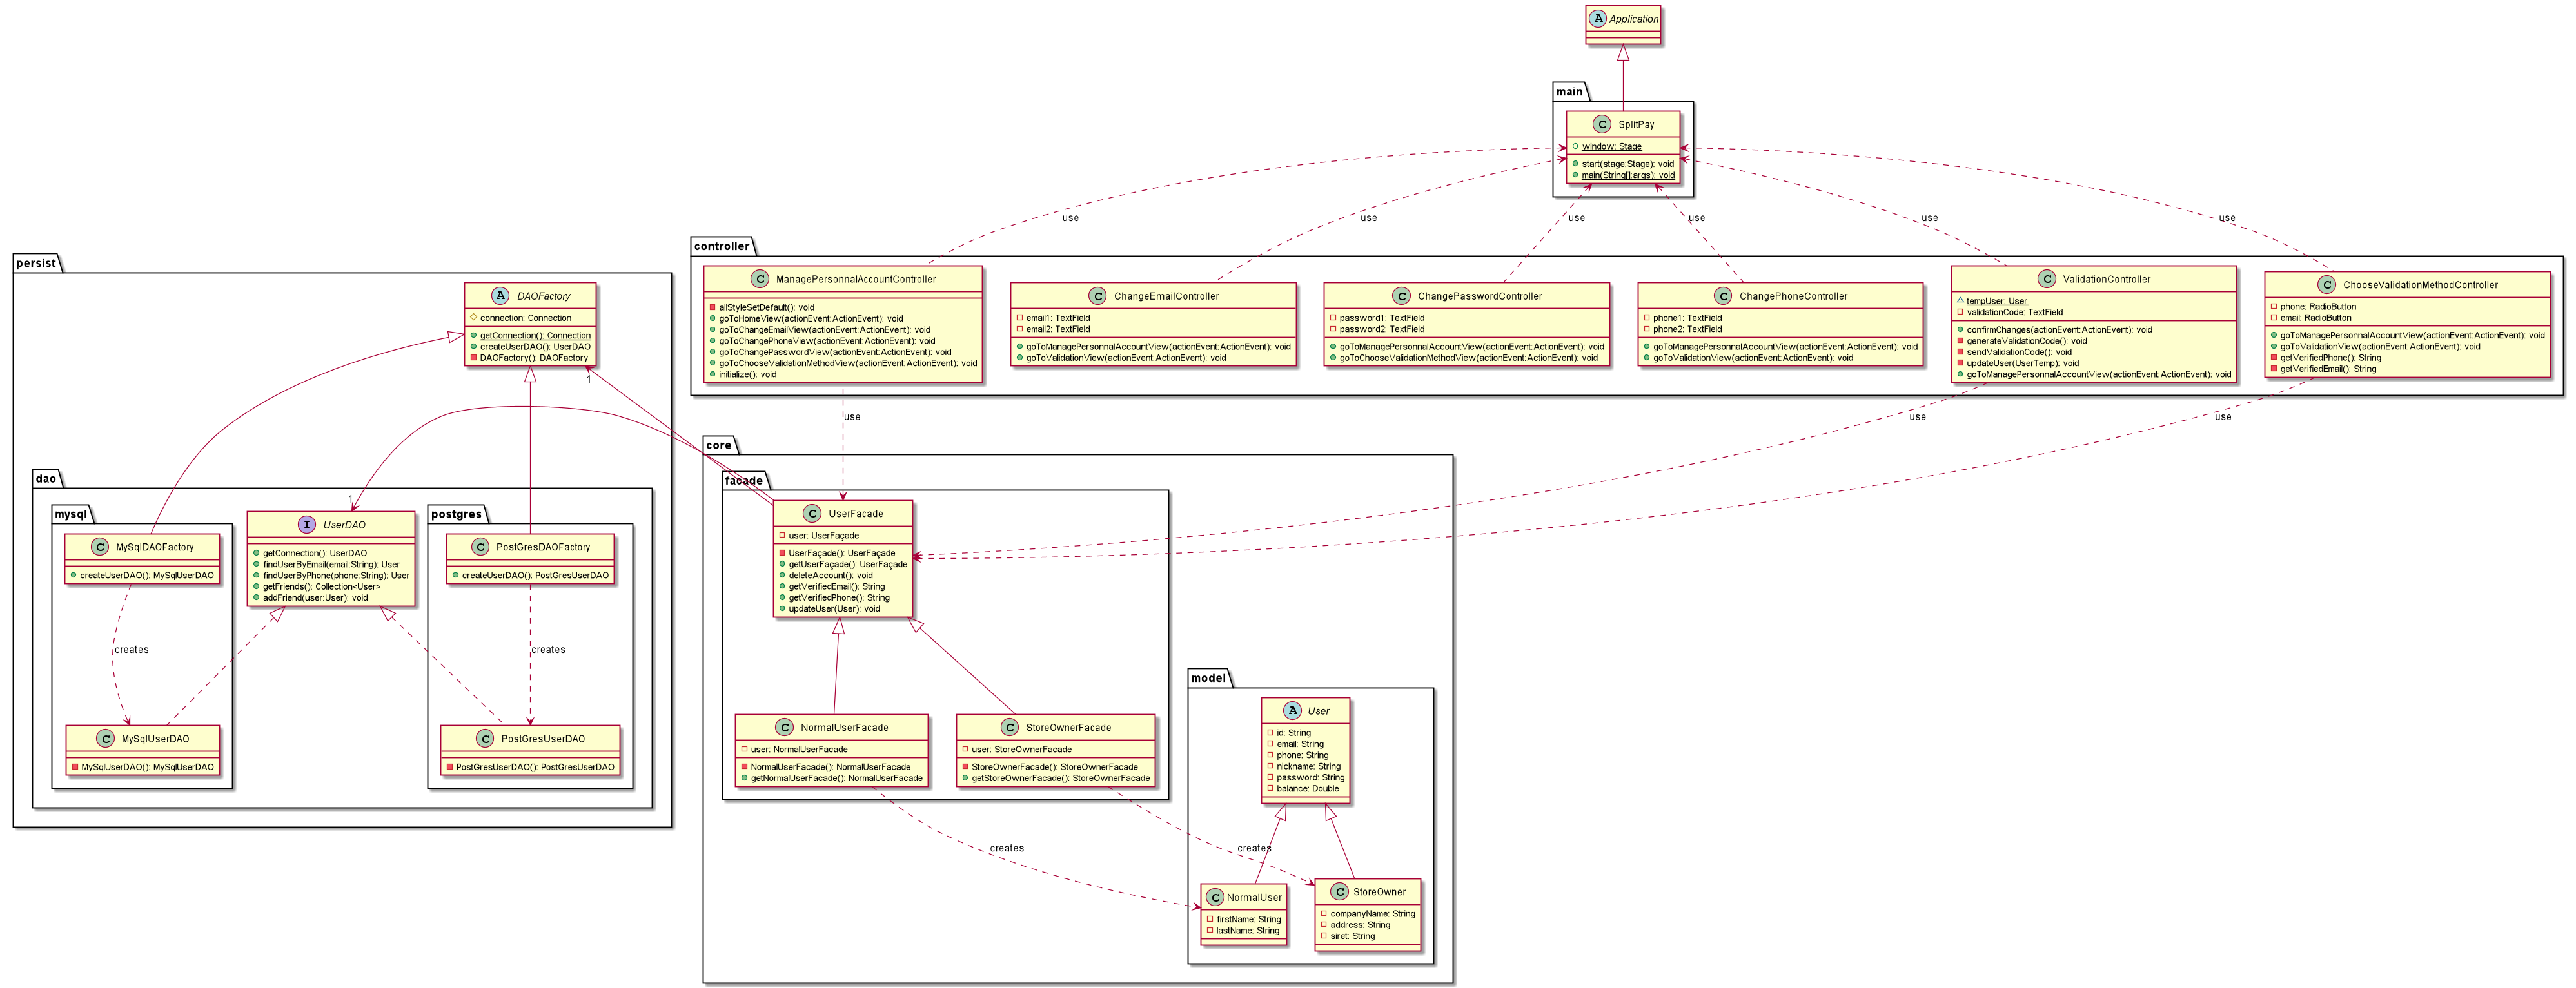 A Application
main
C SplitPay
window: Stage
start(stage:Stage): void
main(String[]:args): void
use
use
use
use
use
use
controller
C ManagePersonnalAccountController
allStyleSetDefault(): void
goToHomeView(actionEvent:ActionEvent): void
goToChangeEmailView(actionEvent:ActionEvent): void
goToChangePhoneView(actionEvent:ActionEvent): void
goToChangePasswordView(actionEvent:ActionEvent): void
goToChooseValidationMethodView(actionEvent:ActionEvent): void
initialize(): void
C ChangeEmailController
email1: TextField
email2: TextField
goToManagePersonnalAccountView(actionEvent:ActionEvent): void
goToValidationView(actionEvent:ActionEvent): void
C ChangePasswordController
password1: TextField
password2: TextField
goToManagePersonnalAccountView(actionEvent:ActionEvent): void
goToChooseValidationMethodView(actionEvent:ActionEvent): void
C ChangePhoneController
phone1: TextField
phone2: TextField
goToManagePersonnalAccountView(actionEvent:ActionEvent): void
goToValidationView(actionEvent:ActionEvent): void
C ValidationController
tempUser: User
validationCode: TextField
confirmChanges(actionEvent:ActionEvent): void
generateValidationCode(): void
sendValidationCode(): void
updateUser(UserTemp): void
goToManagePersonnalAccountView(actionEvent:ActionEvent): void
C ChooseValidationMethodController
phone: RadioButton
email: RadioButton
goToManagePersonnalAccountView(actionEvent:ActionEvent): void
goToValidationView(actionEvent:ActionEvent): void
getVerifiedPhone(): String
getVerifiedEmail(): String
use
use
use
persist
A DAOFactory
connection: Connection
getConnection(): Connection
createUserDAO(): UserDAO
DAOFactory(): DAOFactory
1
1
dao
mysql
C MySqlDAOFactory
createUserDAO(): MySqlUserDAO
creates
C MySqlUserDAO
MySqlUserDAO(): MySqlUserDAO
I UserDAO
getConnection(): UserDAO
findUserByEmail(email:String): User
findUserByPhone(phone:String): User
getFriends(): Collection<User>
addFriend(user:User): void
postgres
C PostGresDAOFactory
createUserDAO(): PostGresUserDAO
creates
C PostGresUserDAO
PostGresUserDAO(): PostGresUserDAO
core
facade
C UserFacade
user: UserFaçade
UserFaçade(): UserFaçade
getUserFaçade(): UserFaçade
deleteAccount(): void
getVerifiedEmail(): String
getVerifiedPhone(): String
updateUser(User): void
C NormalUserFacade
user: NormalUserFacade
NormalUserFacade(): NormalUserFacade
getNormalUserFacade(): NormalUserFacade
C StoreOwnerFacade
user: StoreOwnerFacade
StoreOwnerFacade(): StoreOwnerFacade
getStoreOwnerFacade(): StoreOwnerFacade
creates
creates
model
A User
id: String
email: String
phone: String
nickname: String
password: String
balance: Double
C NormalUser
firstName: String
lastName: String
C StoreOwner
companyName: String
address: String
siret: String